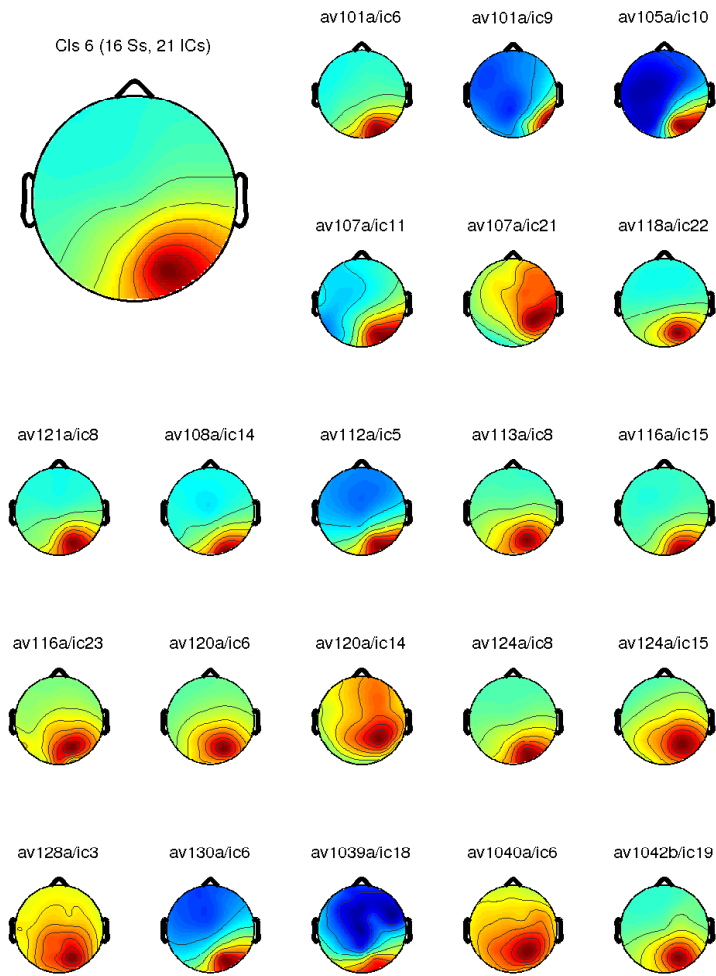 av101a/ic6 av101a/ic9 av105a/ic10
Cls 6 (16 Ss, 21 ICs)
av107a/ic11 av107a/ic21 av118a/ic22
av121a/ic8 av108a/ic14 av112a/ic5 av113a/ic8 av116a/ic15
av116a/ic23 av120a/ic6 av120a/ic14 av124a/ic8 av124a/ic15
av128a/ic3 av130a/ic6 av1039a/ic18 av1040a/ic6 av1042b/ic19